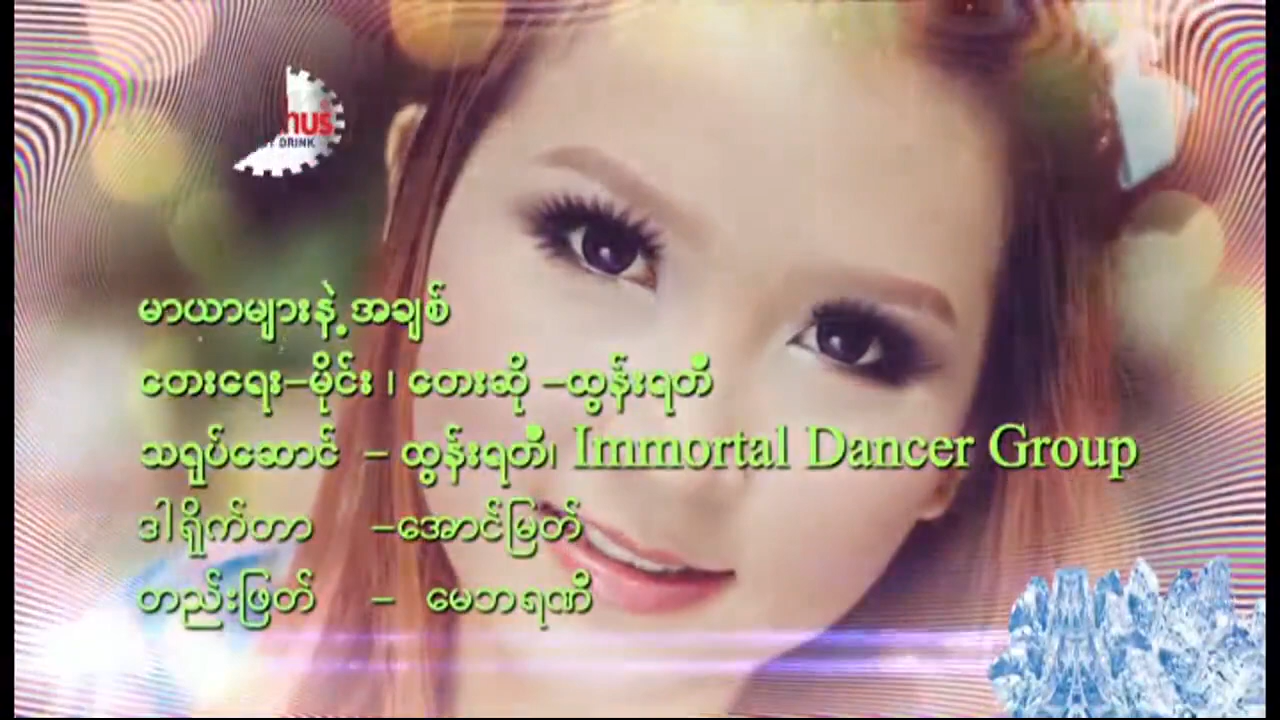 nus
DRINK
မာယာများနဲ့ အချစ်
တေးရေး–မိုင်း ၊ တေးဆို –ထွန်းရတီ
သရုပ်ဆောင် – ထွန်းရတီ၊ Immortal Dancer Group
ဒါရိုက်တာ –အောင်မြတ်
တည်းဖြတ် – မေဘရဏီ